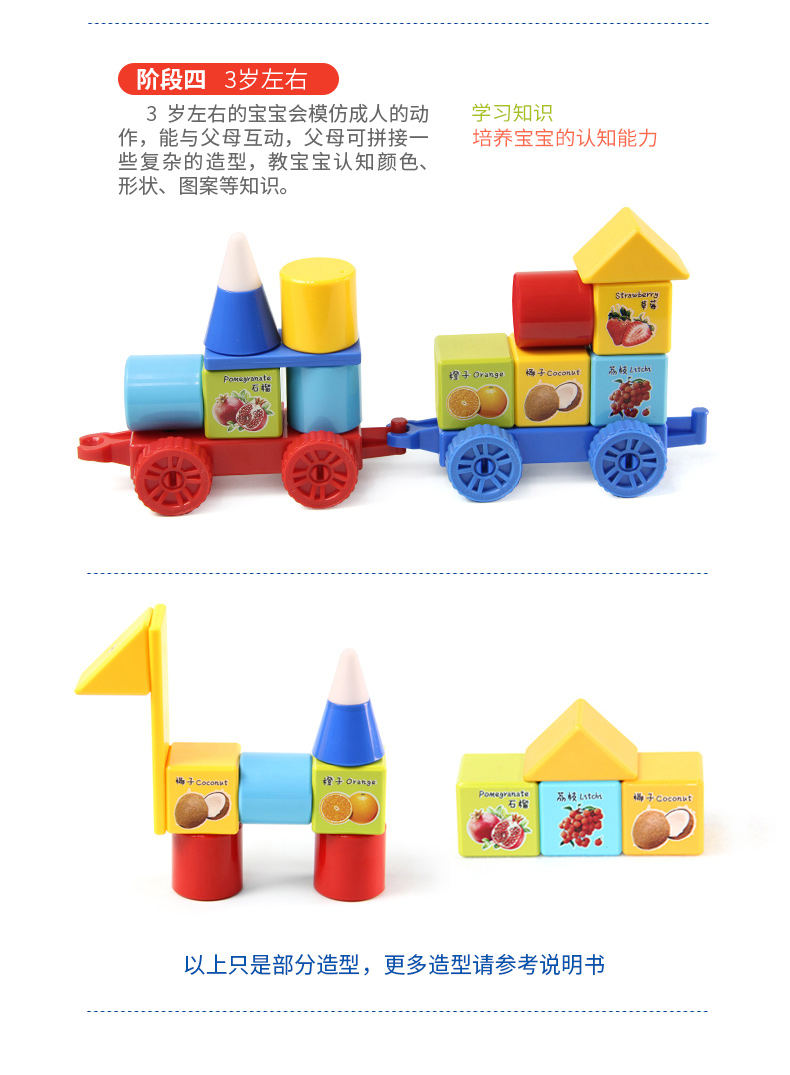 阶段四 3岁左右
3 岁左右的宝宝会模仿成人的动
作，能与父母互动，父母可拼接一
些复杂的造型，教宝宝认知颜色、
形状、图案等知识。
学习知识
培养宝宝的认知能力
Strawberry
草莓
Pomegranate
石榴
橙子 Orange
椰子 Coconut
荔枝 Litchi
椰子 Coconut
橙子 Orange
Pomegranate
石榴
荔枝 Litchi
椰子 Coconut
以上只是部分造型，更多造型请参考说明书